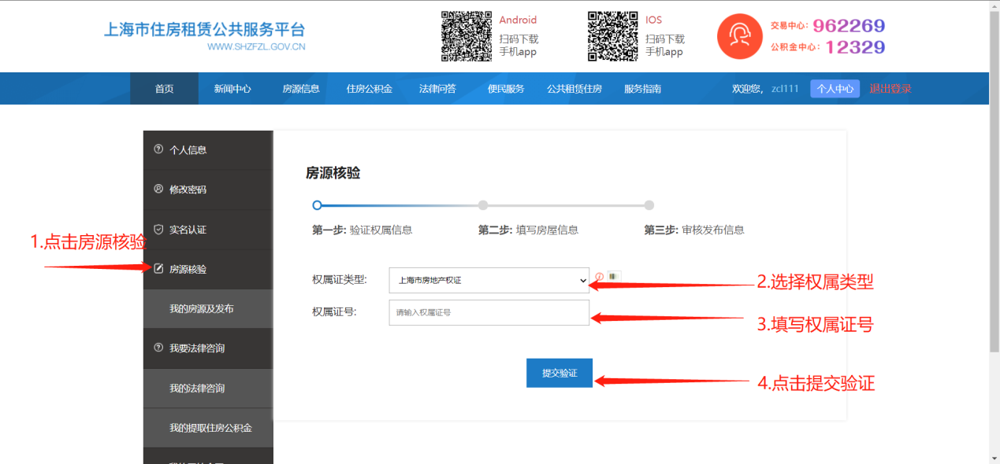 上海市住房租赁公共服务平台
WWW.SHZFZL.GOV.CN
Android
扫码下载
手机app
IOS
扫码下载
手机app
交易中心: 962269
公积金中心: 12329
首页 新闻中心 房源信息 住房公积金 法律问答 便民服务 公共租赁住房 服务指南 欢迎您, zcl111 个人中心 退出登录
个人信息
修改密码
实名认证
房源核验
我的房源及发布
我要法律咨询
我的法律咨询
我的提取住房公积金
房源核验
第一步: 验证权属信息
第二步: 填写房屋信息
第三步: 审核发布信息
权属证类型: 上海市房地产权证
权属证号: 请输入权属证号
提交验证
1.点击房源核验
2.选择权属类型
3.填写权属证号
4.点击提交验证